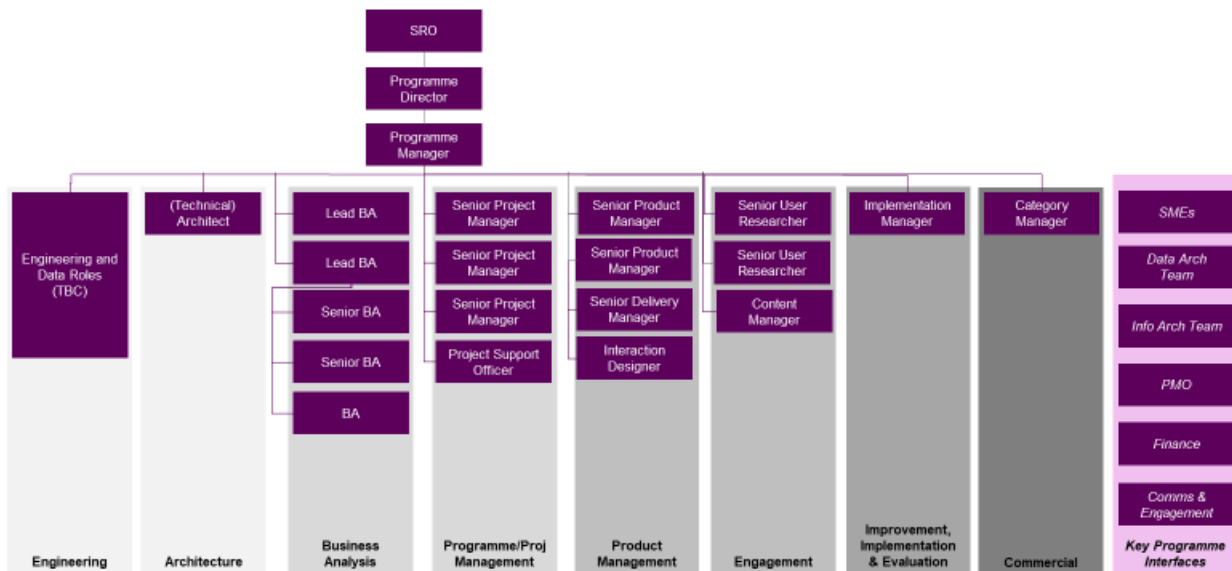 SRO
Programme
Director
Programme
Manager
Engineering and
Data Roles
(TBC)
Engineering
(Technical)
Architect
Architecture
Lead BA
Lead BA
Senior BA
Senior BA
BA
Business
Analysis
Senior Project
Manager
Senior Project
Manager
Senior Project
Manager
Project Support
Officer
Programme/Proj
Management
Senior Product
Manager
Senior Product
Manager
Senior Delivery
Manager
Interaction
Designer
Product
Management
Senior User
Researcher
Senior User
Researcher
Content
Manager
Engagement
Implementation
Manager
Improvement,
Implementation
& Evaluation
Category
Manager
Commercial
SMEs
Data Arch
Team
Info Arch Team
PMO
Finance
Comms &
Engagement
Key Programme
Interfaces